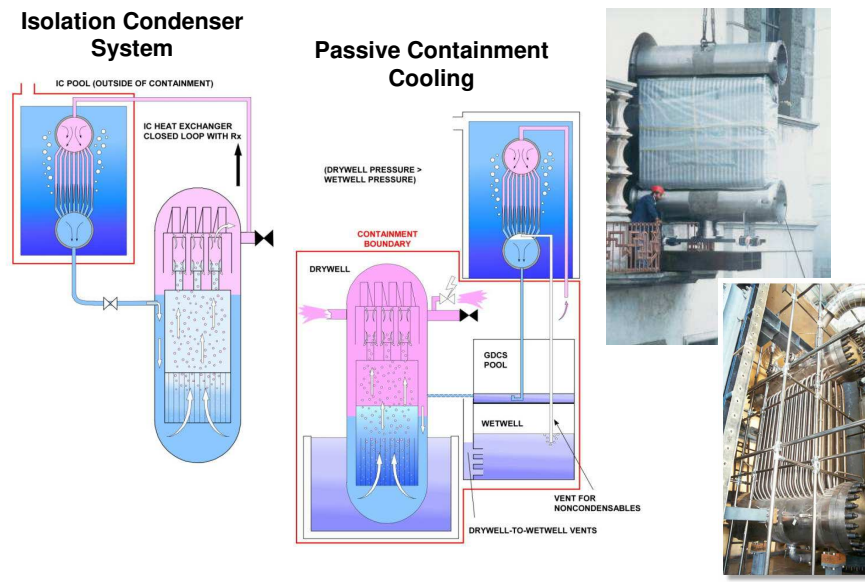 Isolation Condenser
System
IC POOL (OUTSIDE OF CONTAINMENT)
IC HEAT EXCHANGER
CLOSED LOOP WITH Rx
Passive Containment
Cooling
(DRYWELL PRESSURE >
WETWELL PRESSURE)
CONTAINMENT
BOUNDARY
DRYWELL
GDCS
POOL
WETWELL
VENT FOR
NONCONDENSABLES
DRYWELL-TO-WETWELL VENTS